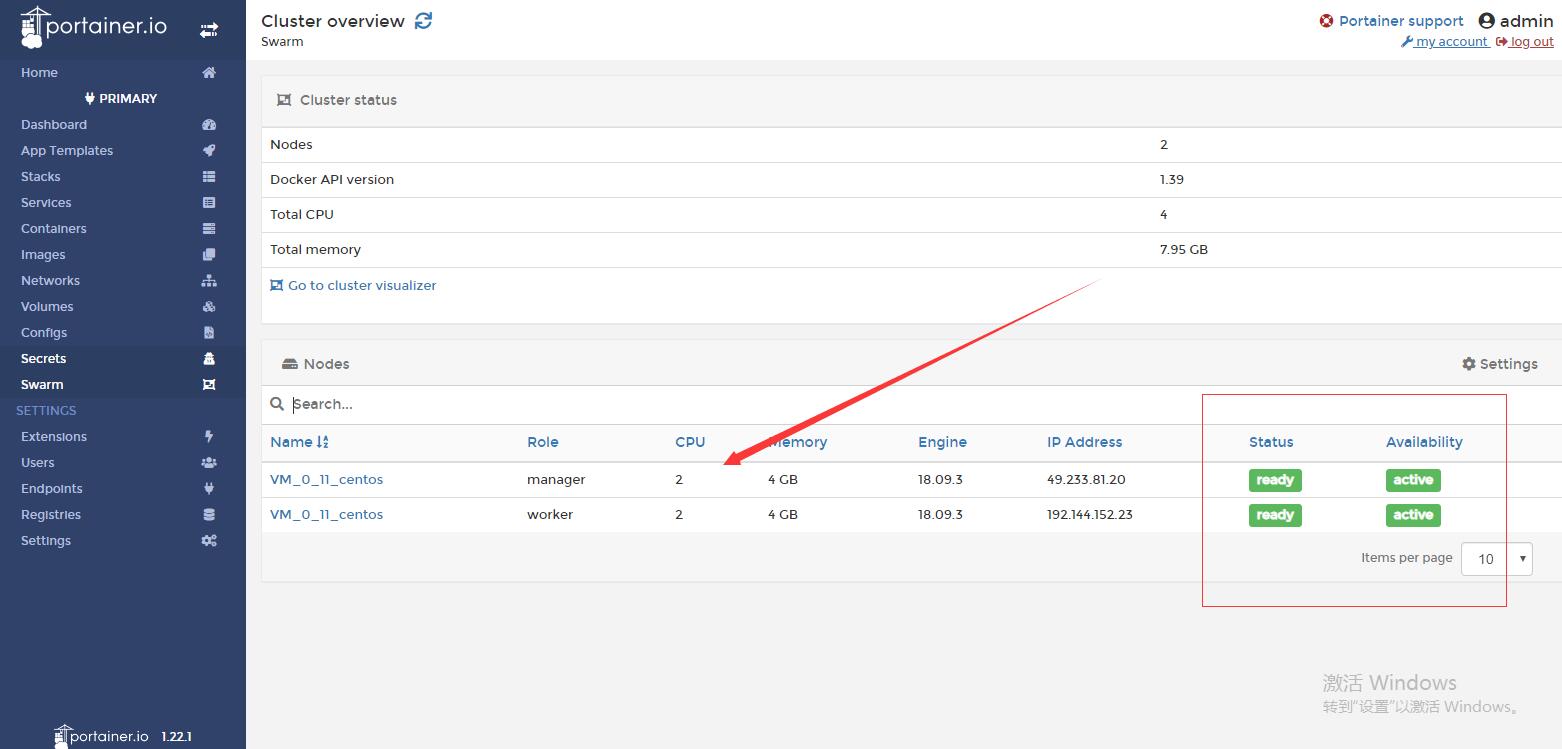 portainer.io
Cluster overview
Swarm
Portainer support admin
my account log out
Home
PRIMARY
Dashboard
App Templates
Stacks
Services
Containers
Images
Networks
Volumes
Configs
Secrets
Swarm
SETTINGS
Extensions
Users
Endpoints
Registries
Settings
portainer.io 1.22.1
Cluster status
Nodes 2
Docker API version 1.39
Total CPU 4
Total memory 7.95 GB
Go to cluster visualizer
Nodes Settings
Search...
Name Role CPU Memory Engine IP Address Status Availability
VM_0_11_centos manager 2 4 GB 18.09.3 49.233.81.20 ready active
VM_0_11_centos worker 2 4 GB 18.09.3 192.144.152.23 ready active
Items per page 10
激活 Windows
转到“设置”以激活 Windows。